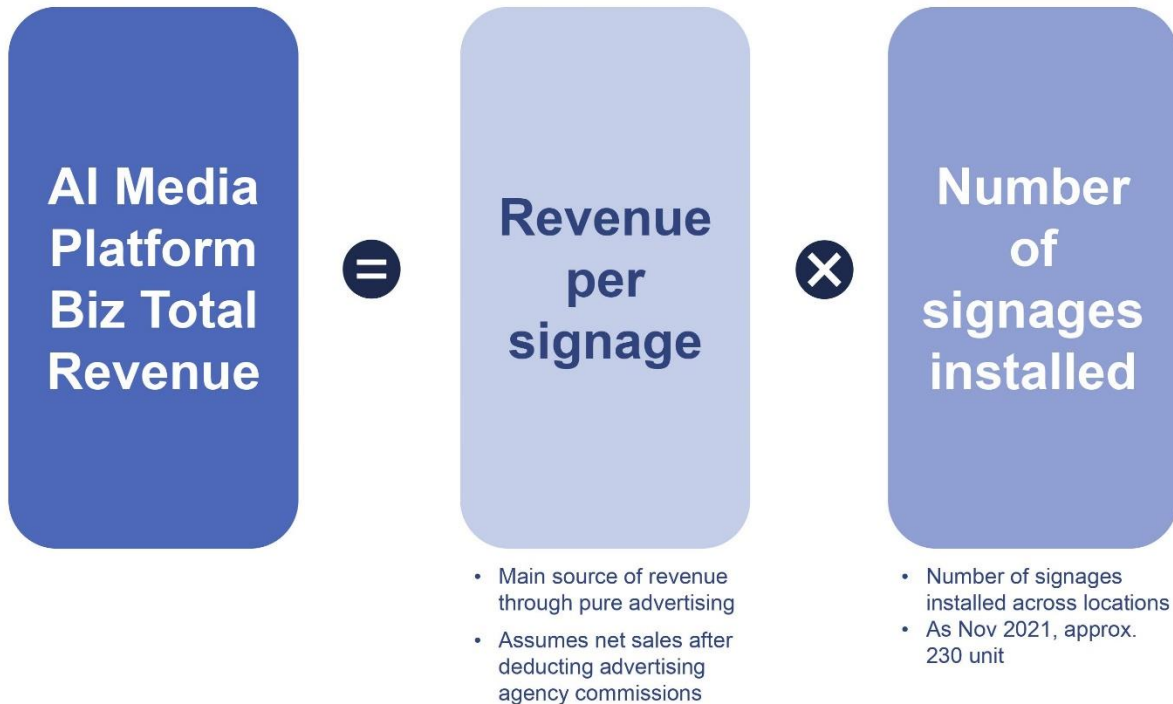 AI Media
Platform
Biz Total
Revenue
=
Revenue
per
signage
×
Number
of
signages
installed
• Main source of revenue
through pure advertising
• Assumes net sales after
deducting advertising
agency commissions
• Number of signages
installed across locations
• As Nov 2021, approx.
230 unit